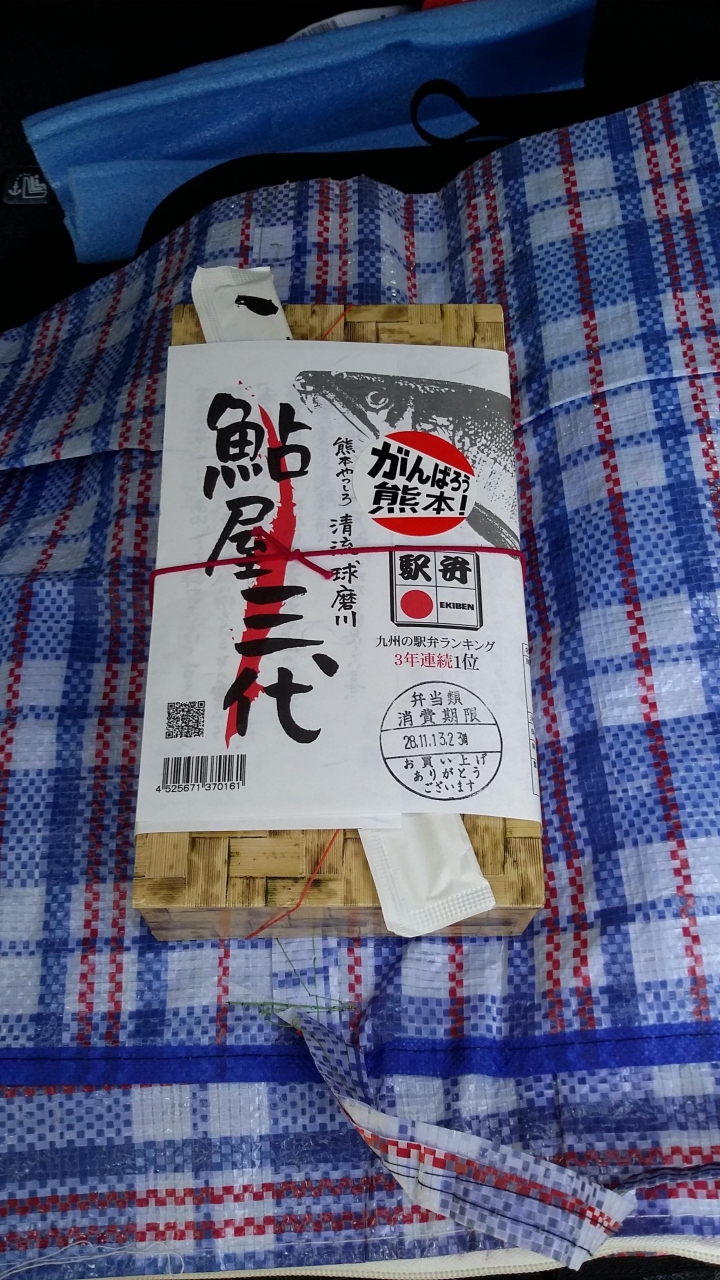 鮎屋三代
熊本やつしろ 清流球磨川
がんばろう
熊本!
駅弁
EKIBEN
九州の駅弁ランキング
3年連続1位
弁当類
消費期限
28.11.13.2 3時
お買い上げ
ありがとう
ございます
4 525671 370161